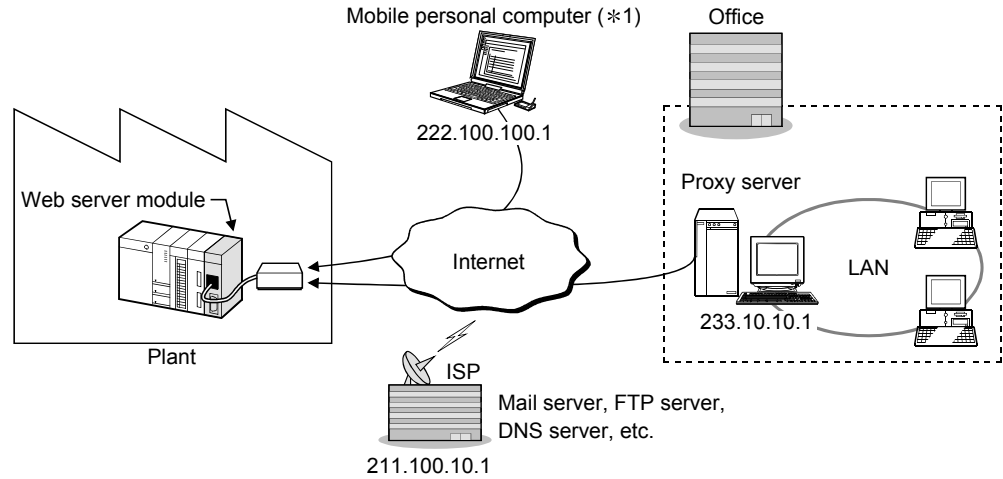 Mobile personal computer (＊1)
Office
222.100.100.1
Proxy server
Web server module
Internet
LAN
233.10.10.1
Plant
ISP
Mail server, FTP server,
DNS server, etc.
211.100.10.1